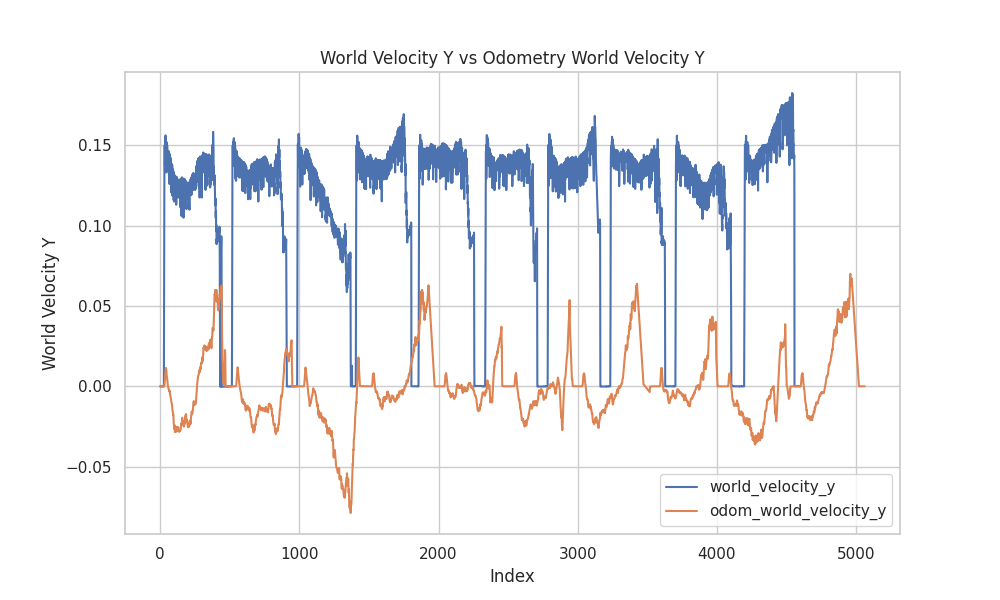 World Velocity Y vs Odometry World Velocity Y
World Velocity Y
0.15
0.10
0.05
0.00
−0.05
0
1000
2000
3000
4000
5000
Index
world_velocity_y
odom_world_velocity_y